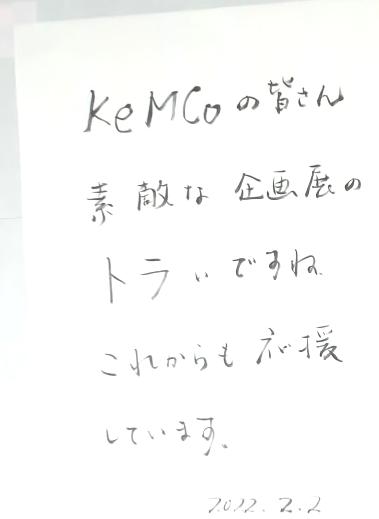 KeMCoの皆さん
素敵な企画展の
トライですね
これからも応援
しています。
2022.2.2